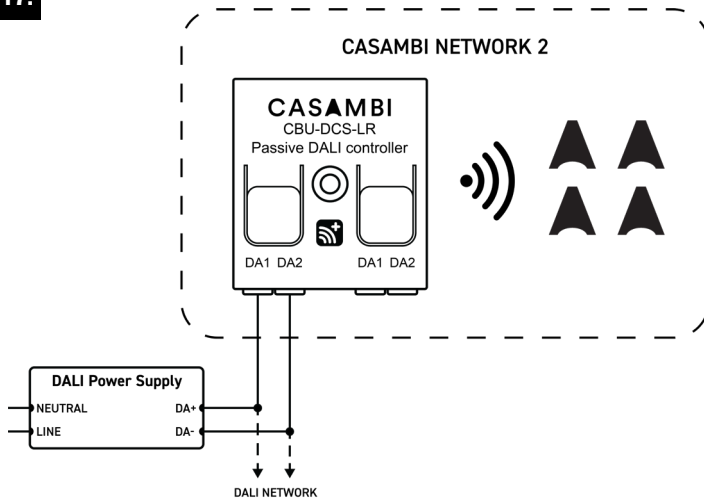 17.
CASAMBI NETWORK 2
CASAMBI
CBU-DCS-LR
Passive DALI controller
DA1 DA2
DA1 DA2
DALI Power Supply
NEUTRAL
DA+
LINE
DA-
DALI NETWORK